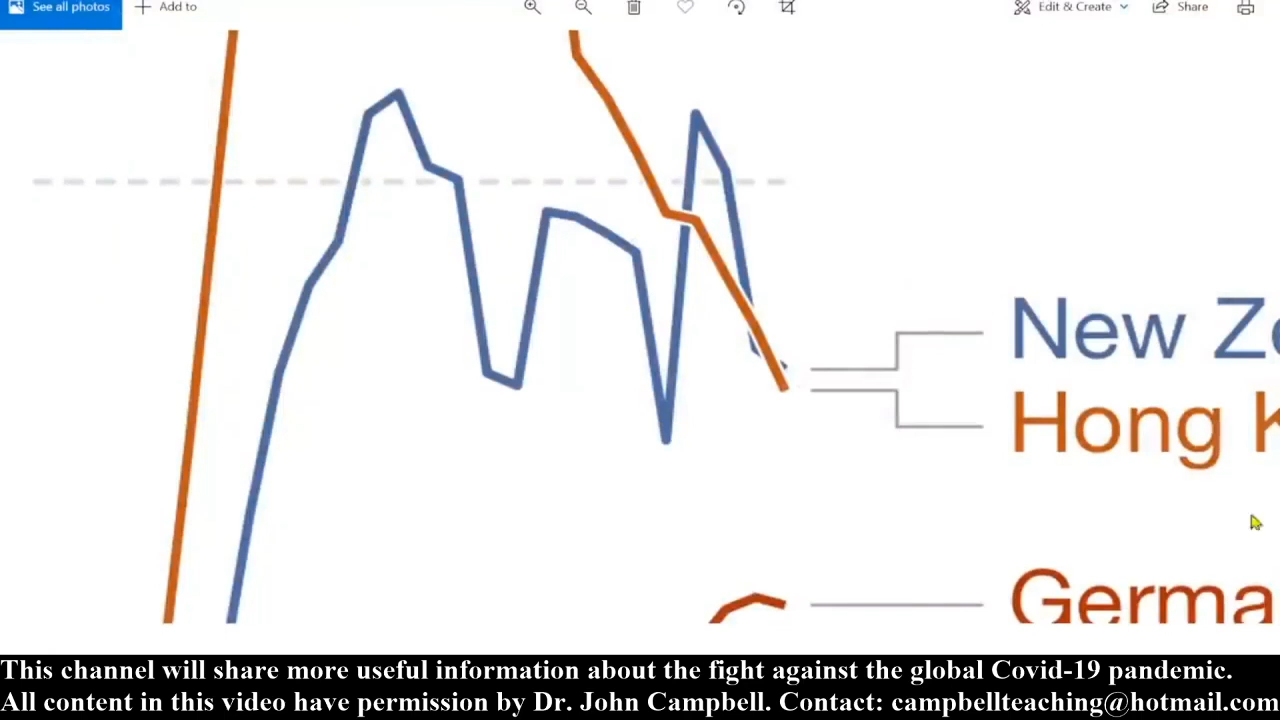 See all photos
Add to
Edit & Create
Share
New Ze
Hong K
Germa
This channel will share more useful information about the fight against the global Covid-19 pandemic.
All content in this video have permission by Dr. John Campbell. Contact: campbellteaching@hotmail.com